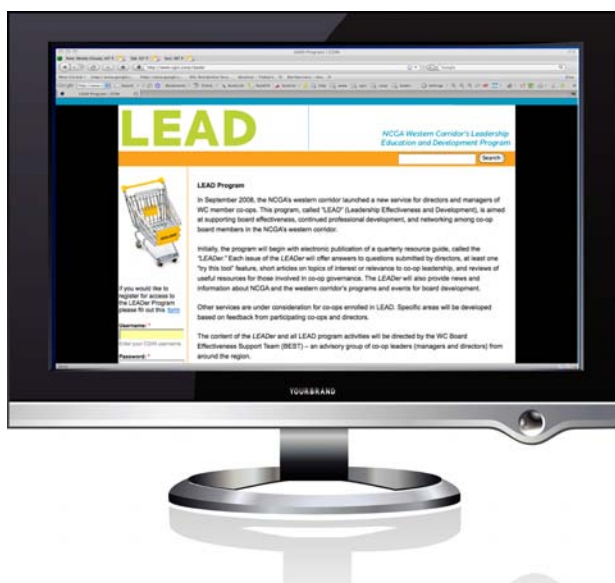 LEAD
NCGA Western Corridor's Leadership
Education and Development Program
Search
LEAD Program
In September 2008, the NCGA's western corridor launched a new service for directors and managers of
WC member co-ops. This program, called "LEAD" (Leadership Effectiveness and Development), is aimed
at supporting board effectiveness, continued professional development, and networking among co-op
board members in the NCGA's western corridor.
Initially, the program will begin with electronic publication of a quarterly resource guide, called the
"LEADer." Each issue of the LEADer will offer answers to questions submitted by directors, at least one
"try this tool" feature, short articles on topics of interest or relevance to co-op leadership, and reviews of
useful resources for those involved in co-op governance. The LEADer will also provide news and
information about NCGA and the western corridor's programs and events for board development.
Other services are under consideration for co-ops enrolled in LEAD. Specific areas will be developed
based on feedback from participating co-ops and directors.
The content of the LEADer and all LEAD program activities will be directed by the WC Board
Effectiveness Support Team (BEST) – an advisory group of co-op leaders (managers and directors) from
around the region.
If you would like to
register for access to
the LEADer Program
please fill out this form
Username: *
Enter your CGIN username
Password: *
YOURBRAND